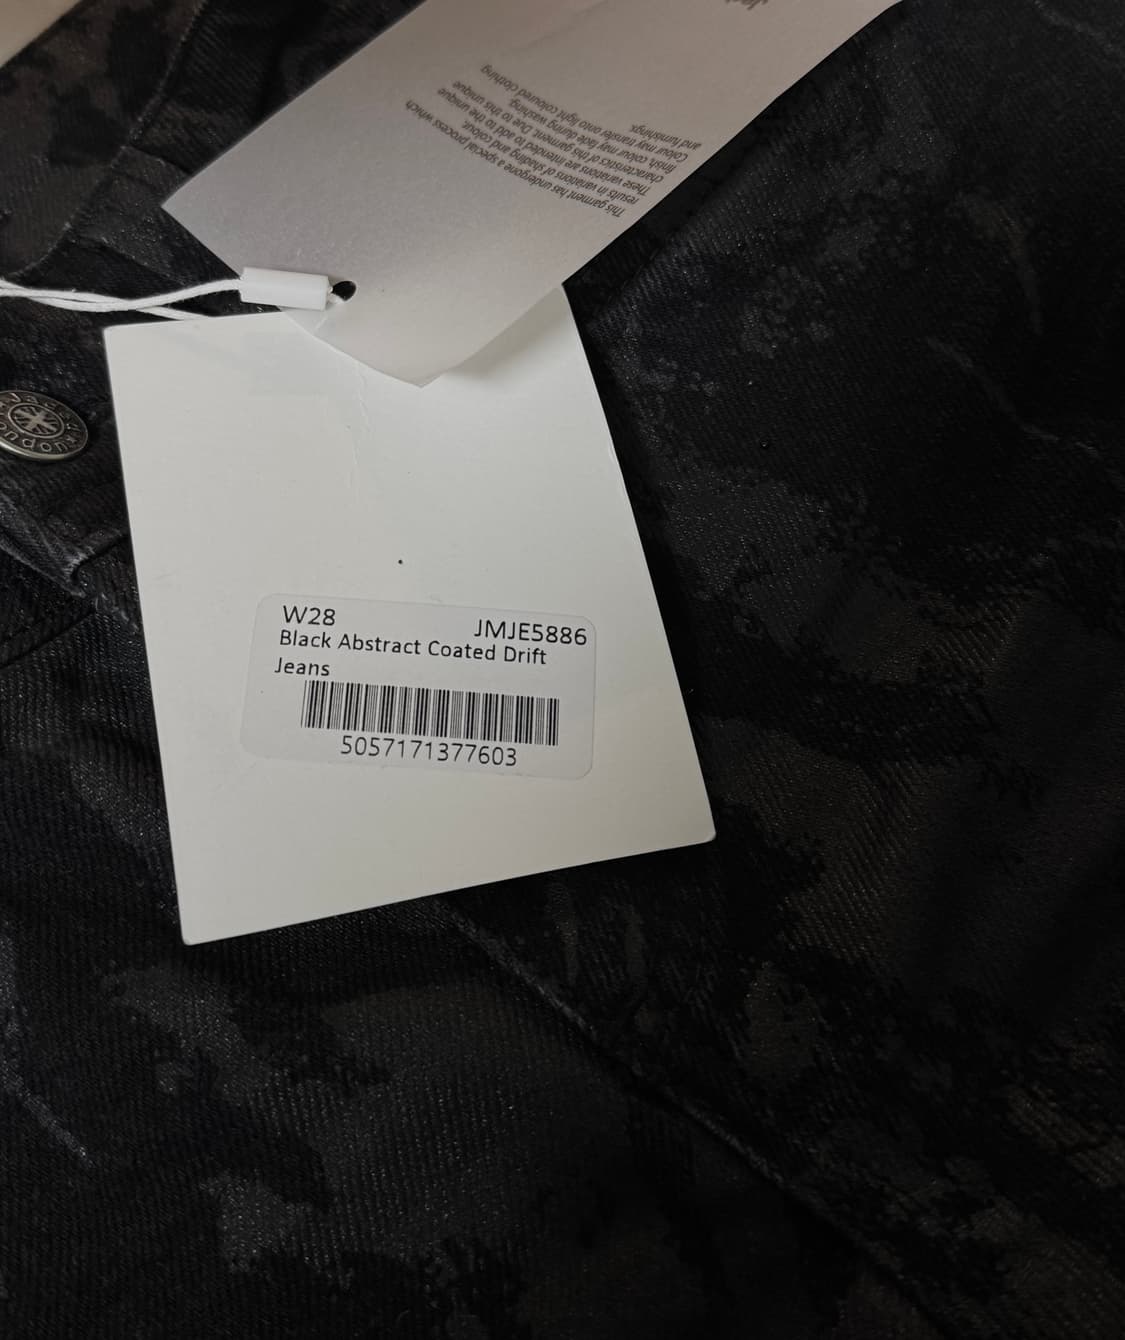 This garment has undergone a special process which
results in variations of shading and colour.
These variations are intended to add to the unique
characteristics of this garment. Due to this unique
finish, colour may fade during washing.
Colour may transfer onto light coloured clothing
and furnishings.
London
W28 JMJE5886
Black Abstract Coated Drift
Jeans
5057171377603